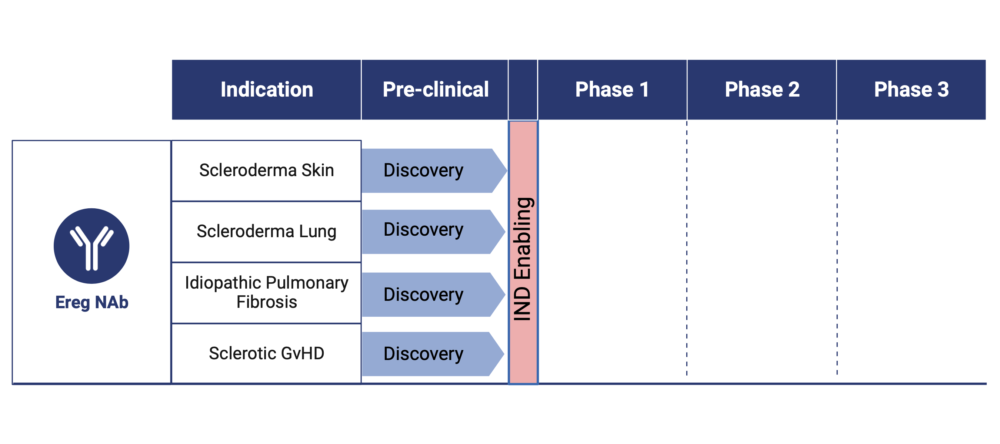 Indication
Pre-clinical
Phase 1
Phase 2
Phase 3
Ereg NAb
Scleroderma Skin
Discovery
Scleroderma Lung
Discovery
Idiopathic Pulmonary
Fibrosis
Discovery
Sclerotic GvHD
Discovery
IND Enabling